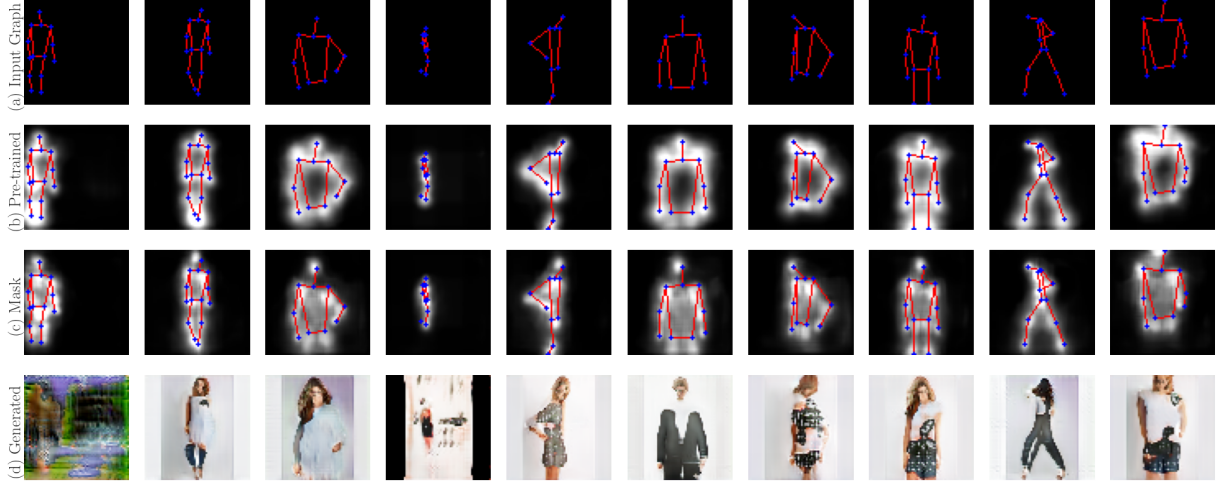 (a) Input Graph
(b) Pre-trained
(c) Mask
(d) Generated